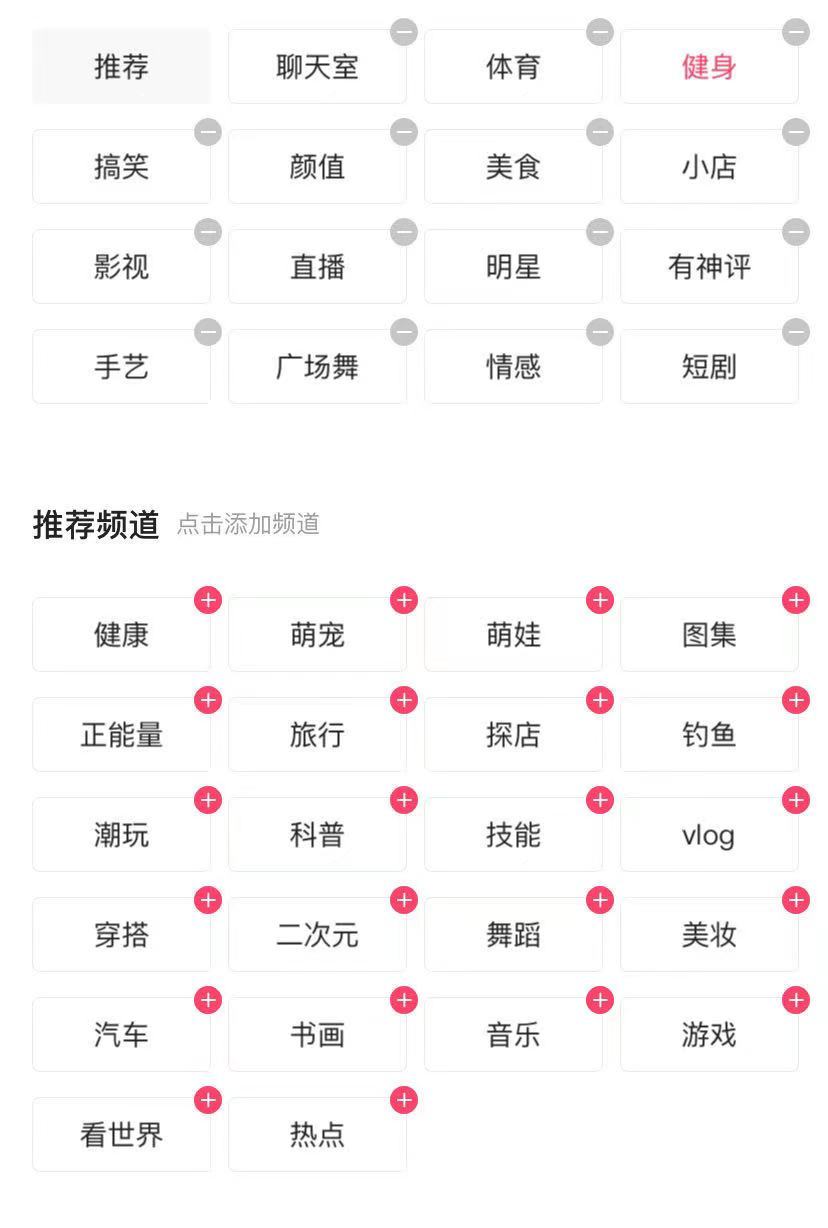 推荐 聊天室 体育 健身
搞笑 颜值 美食 小店
影视 直播 明星 有神评
手艺 广场舞 情感 短剧
推荐频道 点击添加频道
健康 萌宠 萌娃 图集
正能量 旅行 探店 钓鱼
潮玩 科普 技能 vlog
穿搭 二次元 舞蹈 美妆
汽车 书画 音乐 游戏
看世界 热点